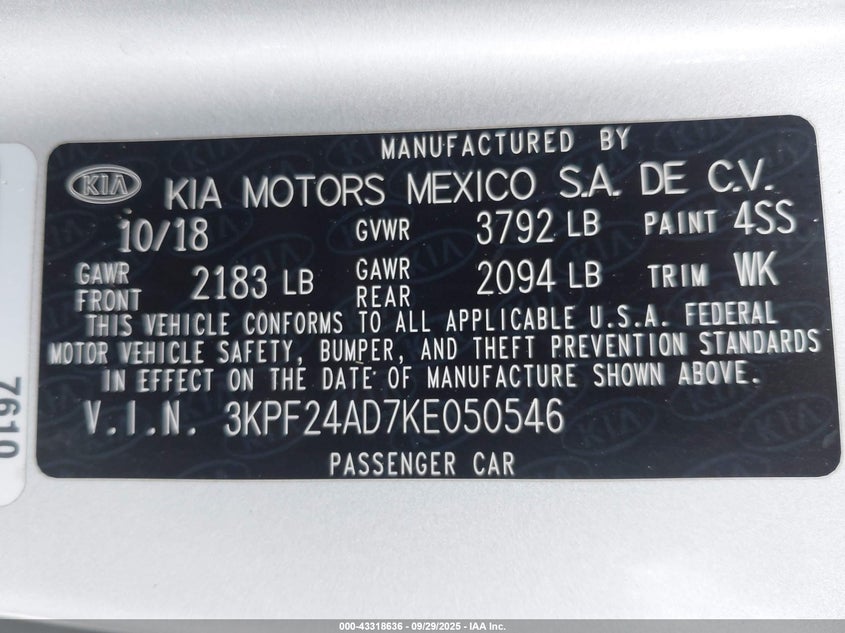 MANUFACTURED BY
KIA KIA MOTORS MEXICO S.A. DE C.V.
10/18 GVWR 3792 LB PAINT 4SS
GAWR FRONT 2183 LB GAWR REAR 2094 LB TRIM WK
THIS VEHICLE CONFORMS TO ALL APPLICABLE U.S.A. FEDERAL
MOTOR VEHICLE SAFETY, BUMPER, AND THEFT PREVENTION STANDARDS
IN EFFECT ON THE DATE OF MANUFACTURE SHOWN ABOVE.
V.I.N. 3KPF24AD7KE050546
PASSENGER CAR
000-43318636 - 09/29/2025 - IAA Inc.